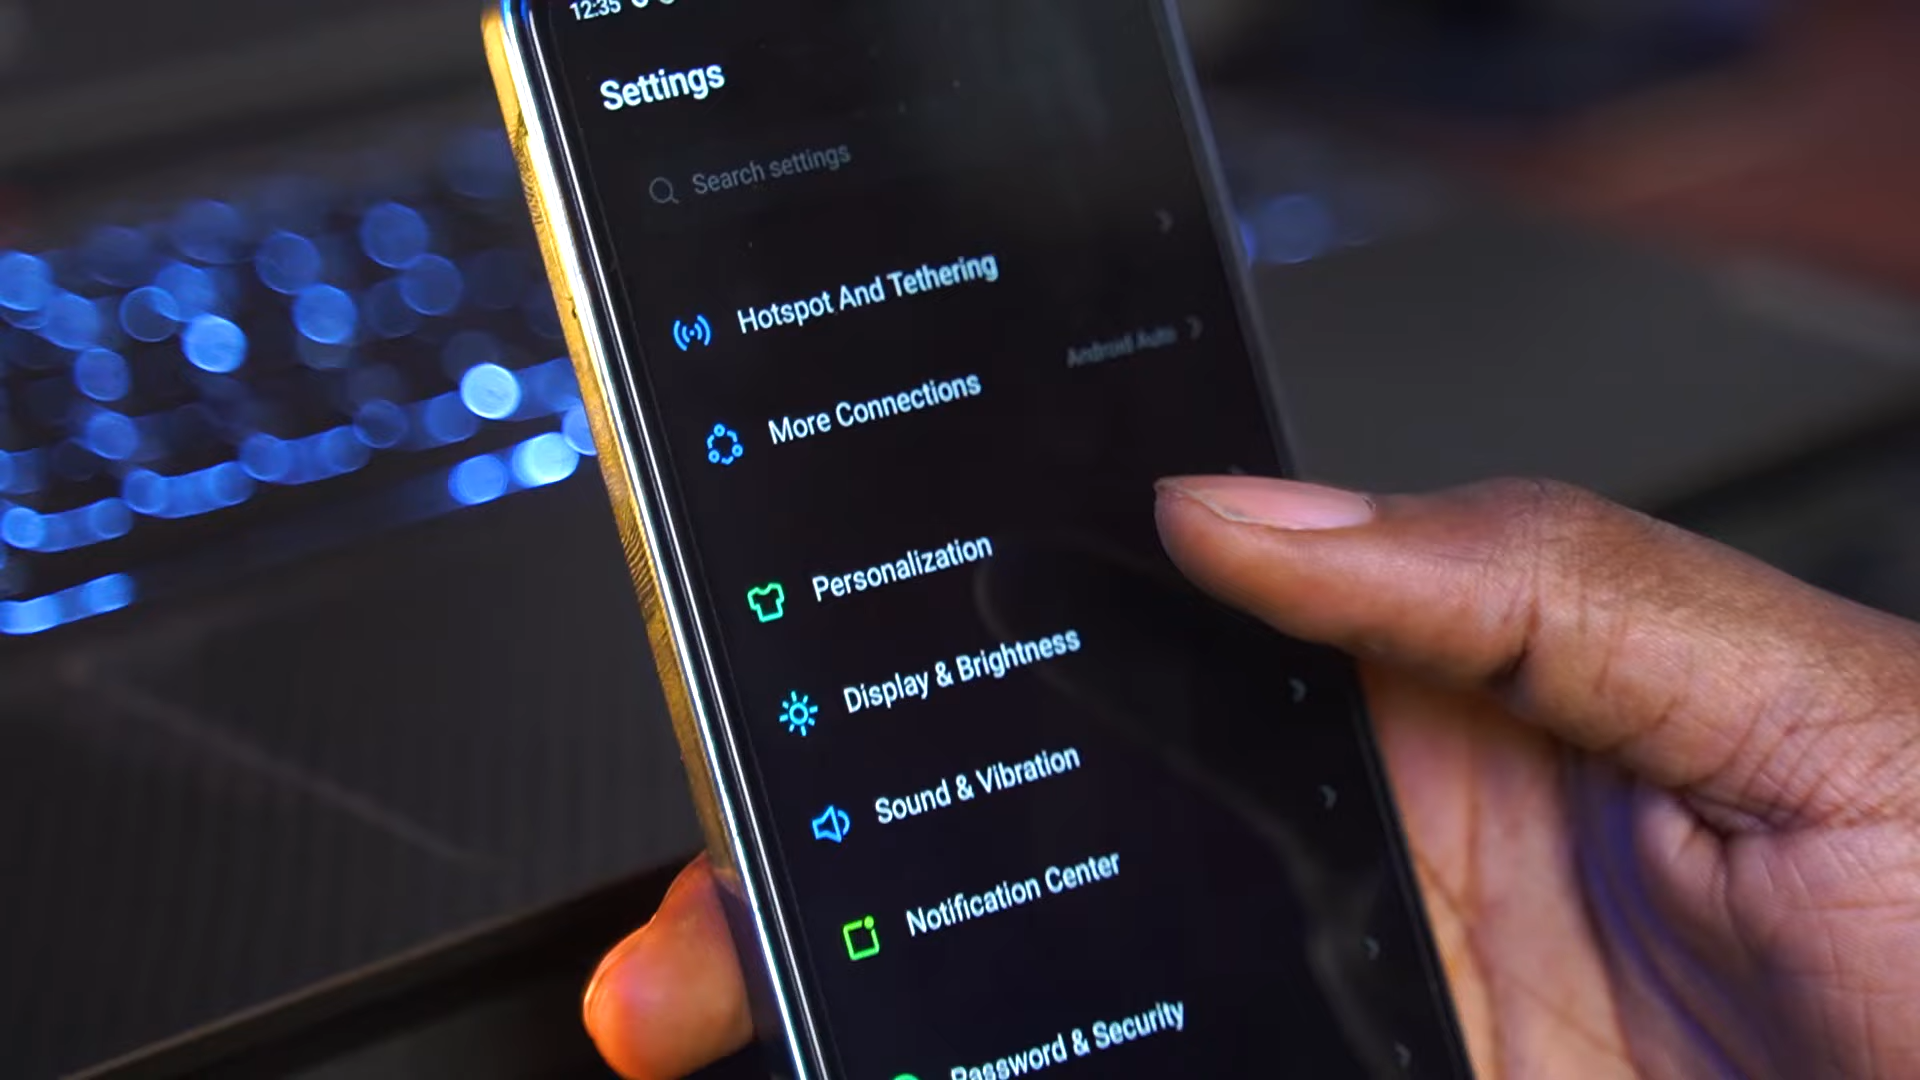 12:35
Settings
Search settings
Hotspot And Tethering
More Connections
Android Auto
Personalization
Display & Brightness
Sound & Vibration
Notification Center
Password & Security